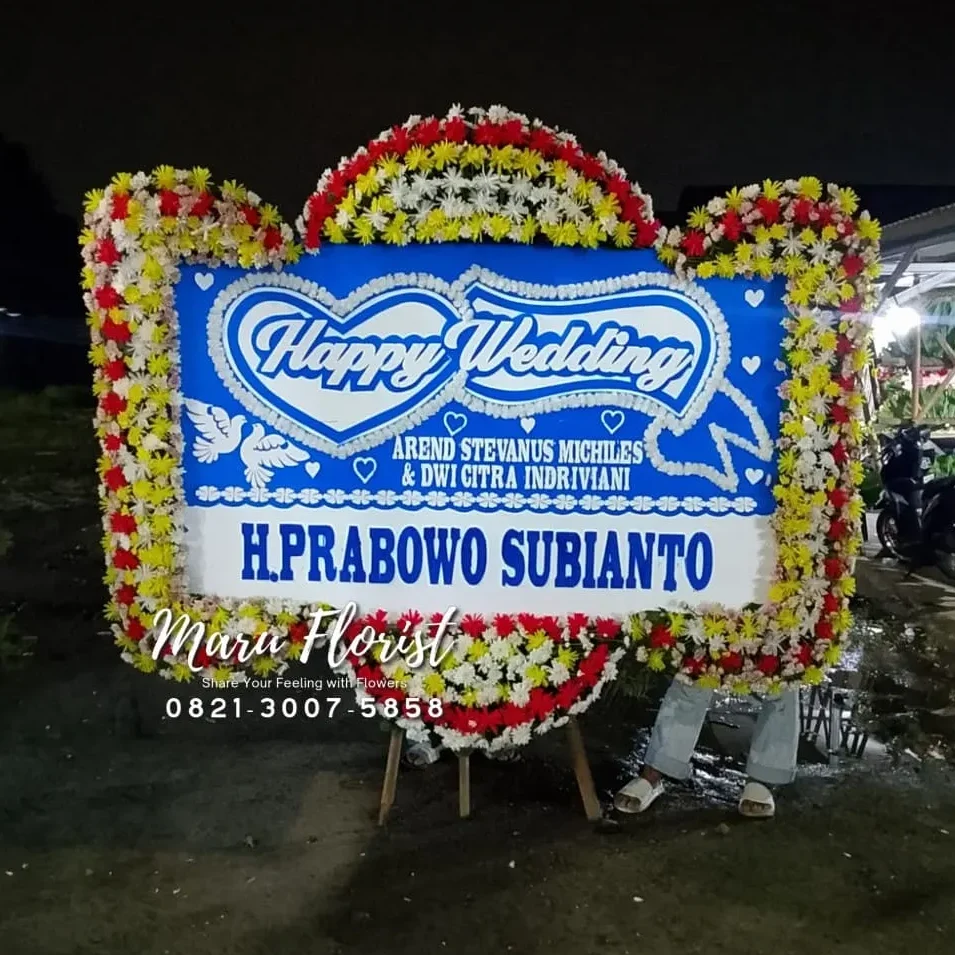 Happy Wedding
AREND STEVANUS MICHILES
& DWI CITRA INDRIVIANI
H.PRABOWO SUBIANTO
Maru Florist
Share Your Feeling with Flowers
0821-3007-5858